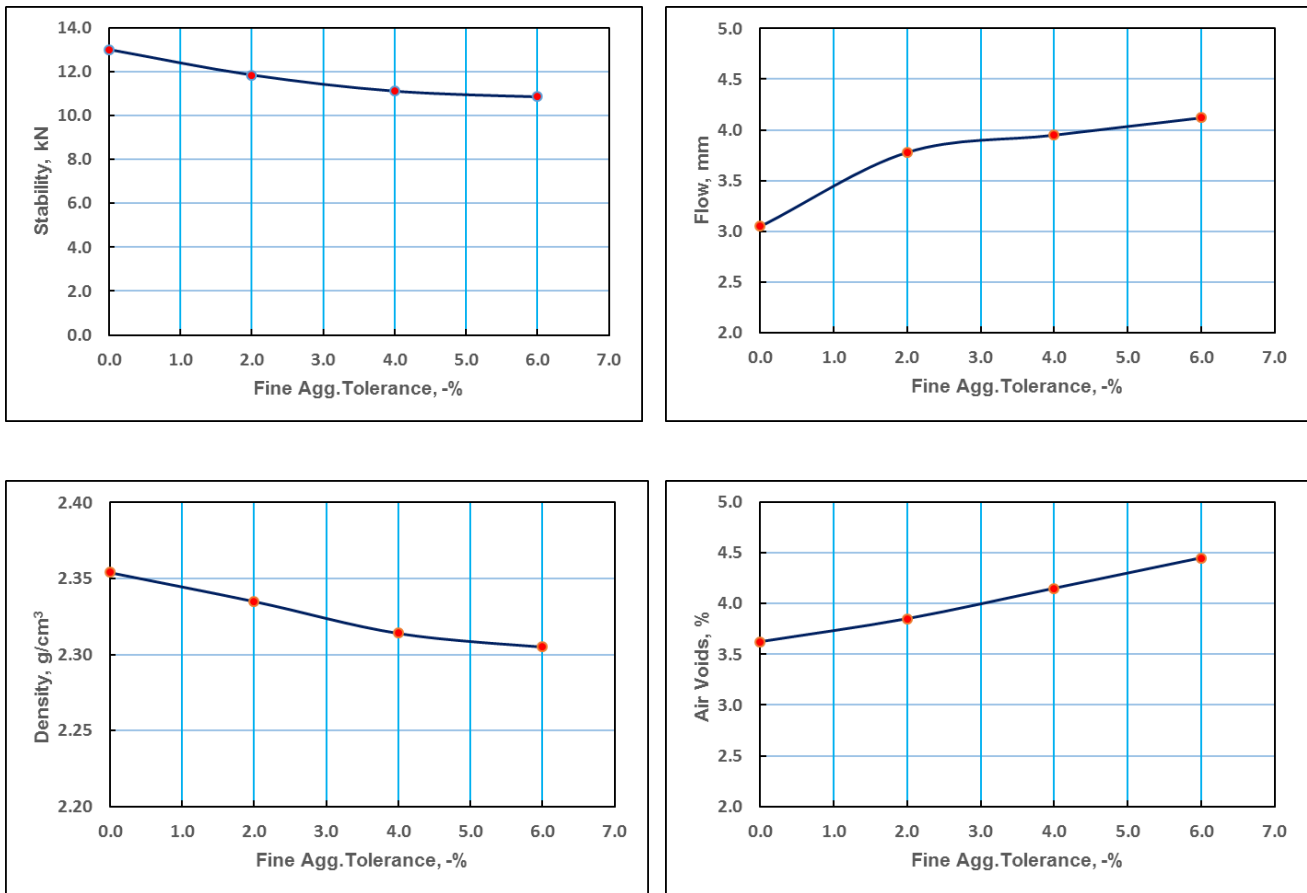 14.0
12.0
10.0
8.0
6.0
4.0
2.0
0.0
Stability, kN
0.0 1.0 2.0 3.0 4.0 5.0 6.0 7.0
Fine Agg.Tolerance, -%
5.0
4.5
4.0
3.5
3.0
2.5
2.0
Flow, mm
0.0 1.0 2.0 3.0 4.0 5.0 6.0 7.0
Fine Agg.Tolerance, -%
2.40
2.35
2.30
2.25
2.20
Density, g/cm³
0.0 1.0 2.0 3.0 4.0 5.0 6.0 7.0
Fine Agg.Tolerance, -%
5.0
4.5
4.0
3.5
3.0
2.5
2.0
Air Voids, %
0.0 1.0 2.0 3.0 4.0 5.0 6.0 7.0
Fine Agg.Tolerance, -%